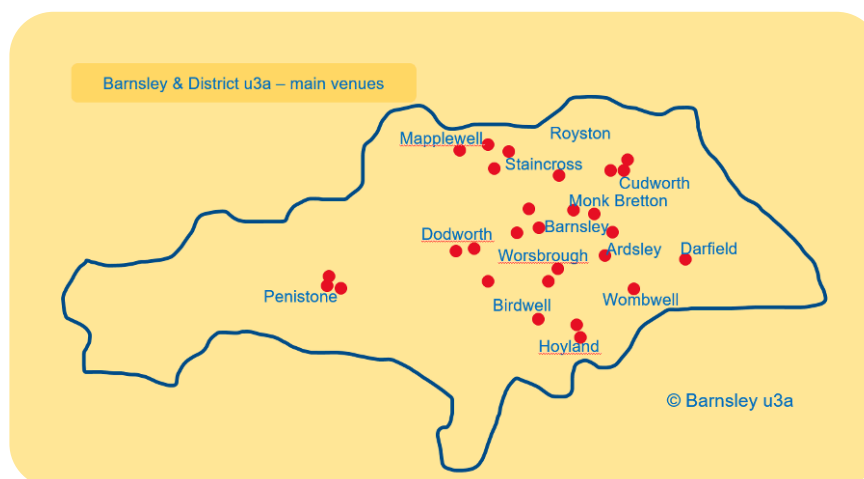 Barnsley & District u3a – main venues
Royston
Mapplewell
Staincross
Cudworth
Monk Bretton
Barnsley
Dodworth
Ardsley
Darfield
Worsbrough
Penistone
Birdwell
Wombwell
Hoyland
© Barnsley u3a